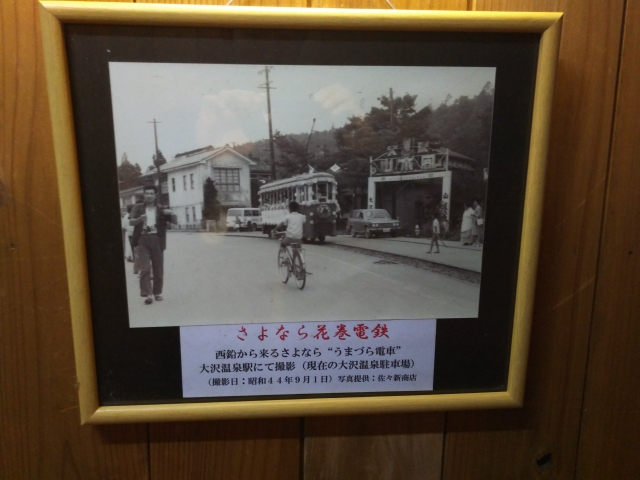 さよなら花巻電鉄
西鉛から来るさよなら“うまづら電車”
大沢温泉駅にて撮影（現在の大沢温泉駐車場）
（撮影日：昭和４４年９月１日）写真提供：佐々新商店